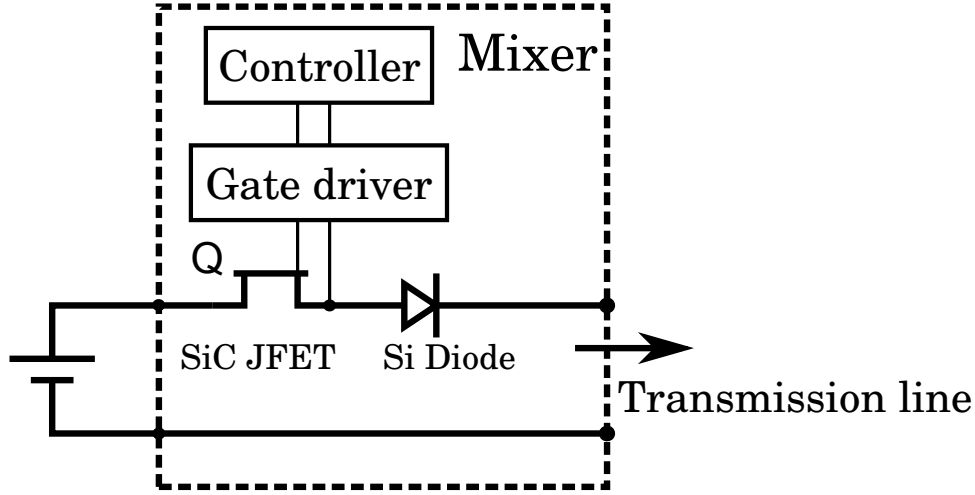 Mixer
Controller
Gate driver
Q
SiC JFET
Si Diode
Transmission line